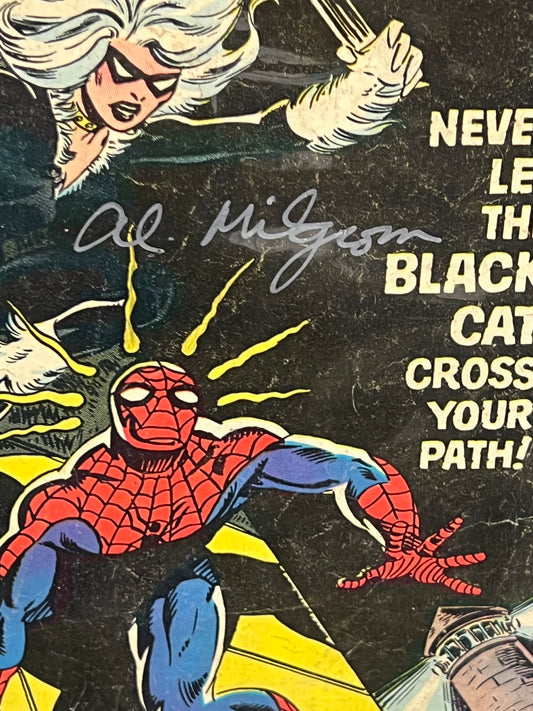 NEVE
LE
TH
BLACK
CAT
CROSS
YOUR
PATH!
Al. Milgrom